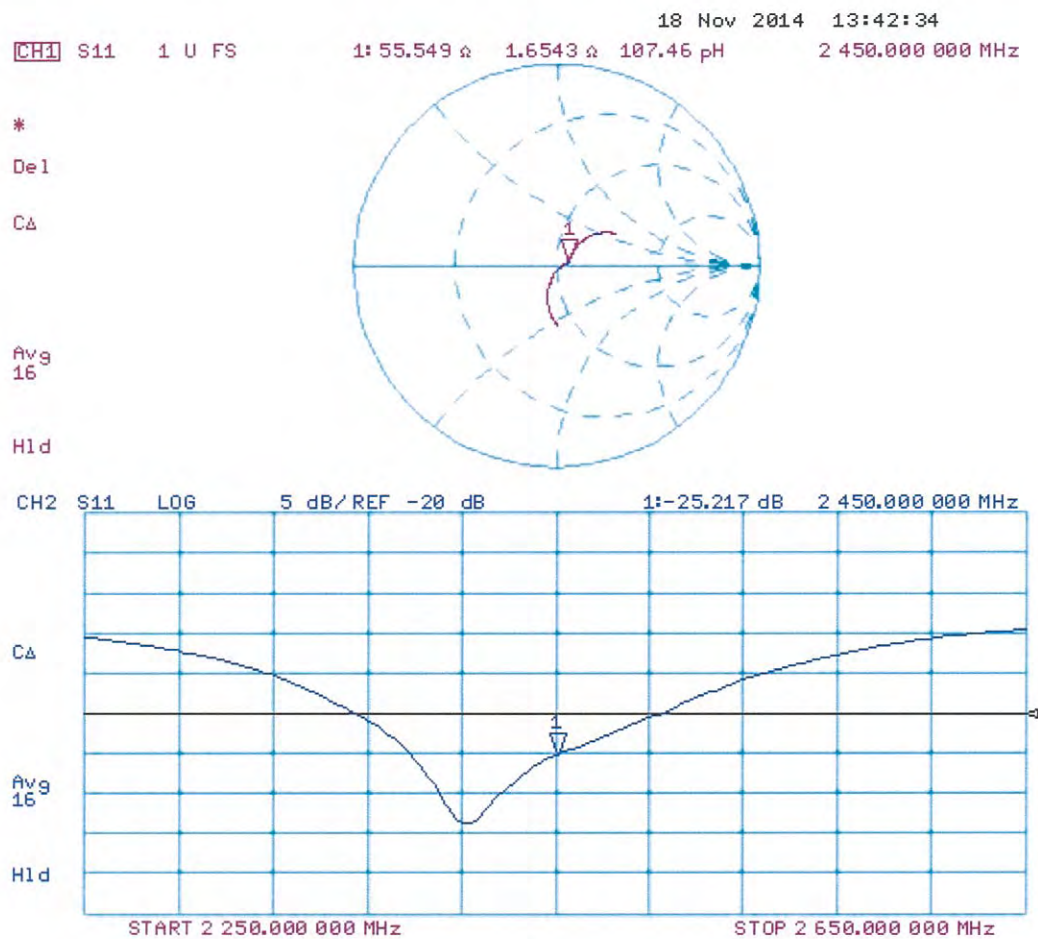 18 Nov 2014 13:42:34
CH1 S11 1 U FS 1: 55.549 Ω 1.6543 Ω 107.46 pH 2 450.000 000 MHz
*
Del
CΔ
1
Avg
16
Hld
CH2 S11 LOG 5 dB/REF -20 dB 1:-25.217 dB 2 450.000 000 MHz
CΔ
1
Avg
16
Hld
START 2 250.000 000 MHz STOP 2 650.000 000 MHz